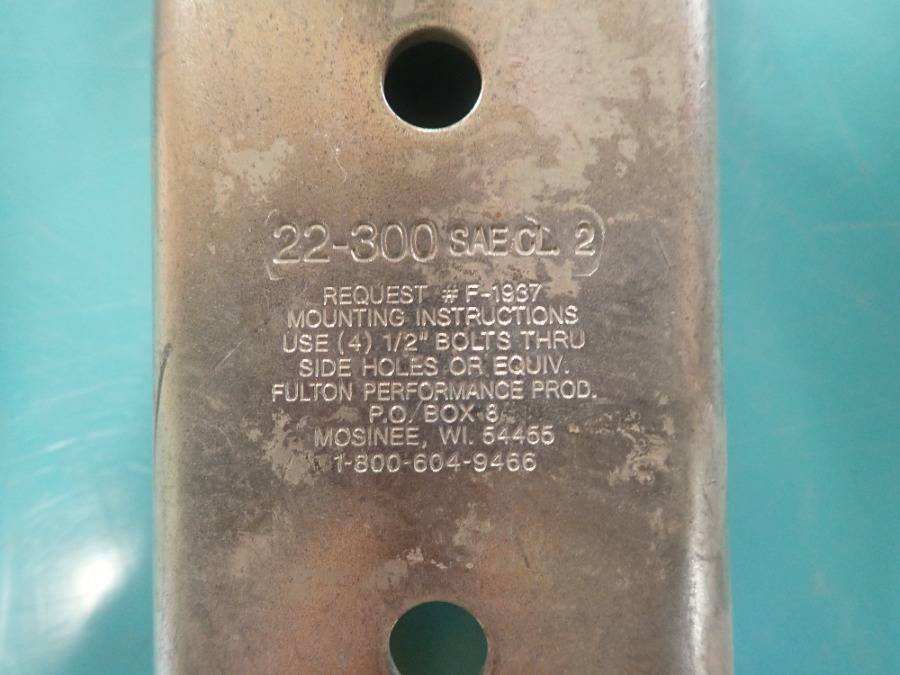 22-300 SAE CL. 2
REQUEST # F-1937
MOUNTING INSTRUCTIONS
USE (4) 1/2" BOLTS THRU
SIDE HOLES OR EQUIV.
FULTON PERFORMANCE PROD.
P.O. BOX 8
MOSINEE, WI. 54455
1-800-604-9466